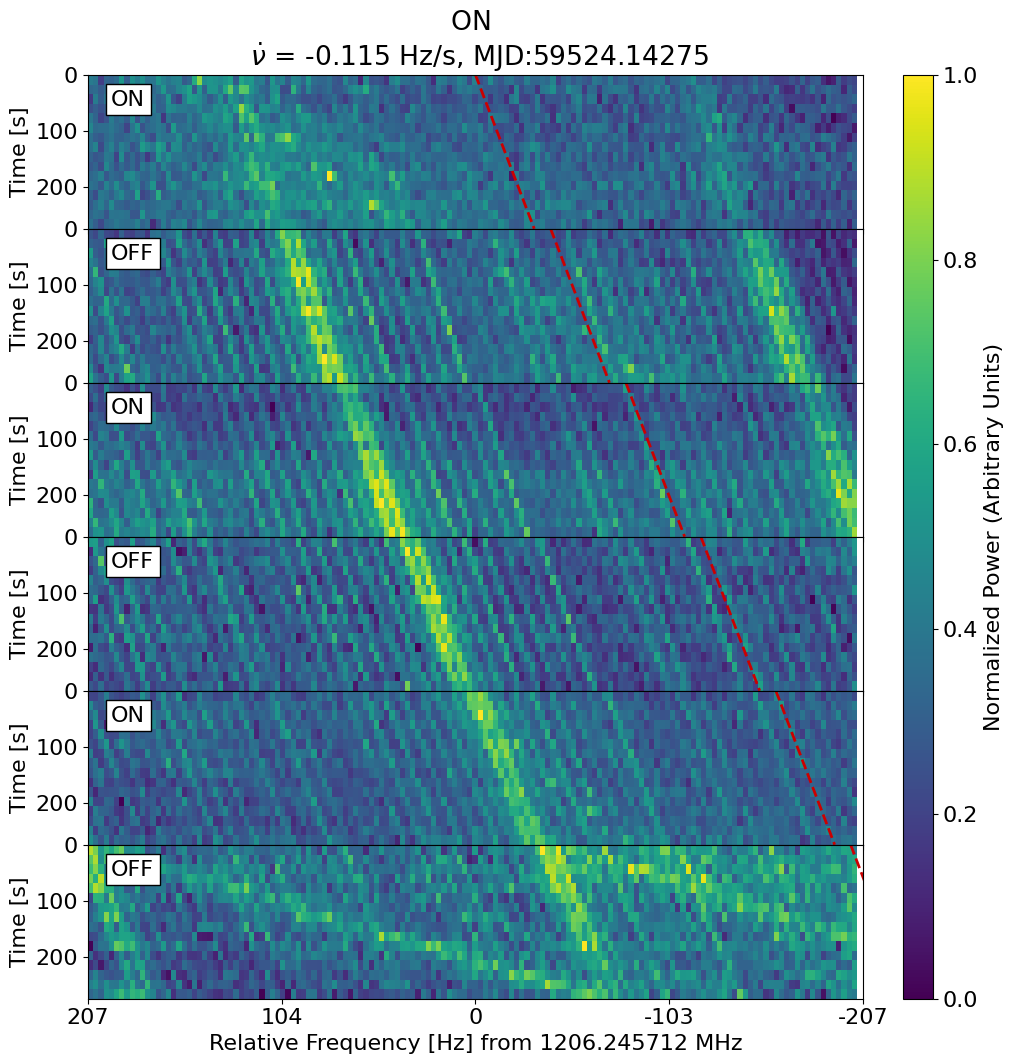 ON
ν̇ = -0.115 Hz/s, MJD:59524.14275
0
ON
100
200
0
OFF
100
200
0
ON
100
200
0
OFF
100
200
0
ON
100
200
0
OFF
100
200
Time [s]
Time [s]
Time [s]
Time [s]
Time [s]
Time [s]
207 104 0 -103 -207
Relative Frequency [Hz] from 1206.245712 MHz
1.0
0.8
0.6
0.4
0.2
0.0
Normalized Power (Arbitrary Units)